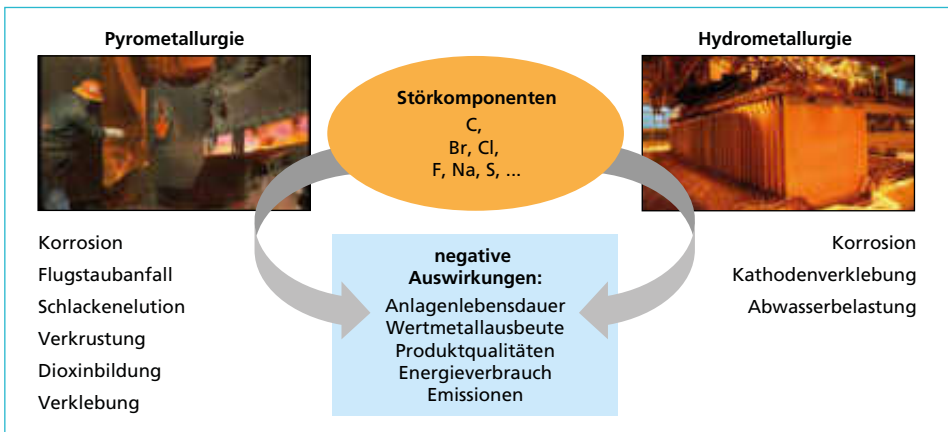 Pyrometallurgie
Hydrometallurgie
Störkomponenten
C,
Br, Cl,
F, Na, S, ...
Korrosion
Flugstaubanfall
Schlackenelution
Verkrustung
Dioxinbildung
Verklebung
negative
Auswirkungen:
Anlagenlebensdauer
Wertmetallausbeute
Produktqualitäten
Energieverbrauch
Emissionen
Korrosion
Kathodenverklebung
Abwasserbelastung